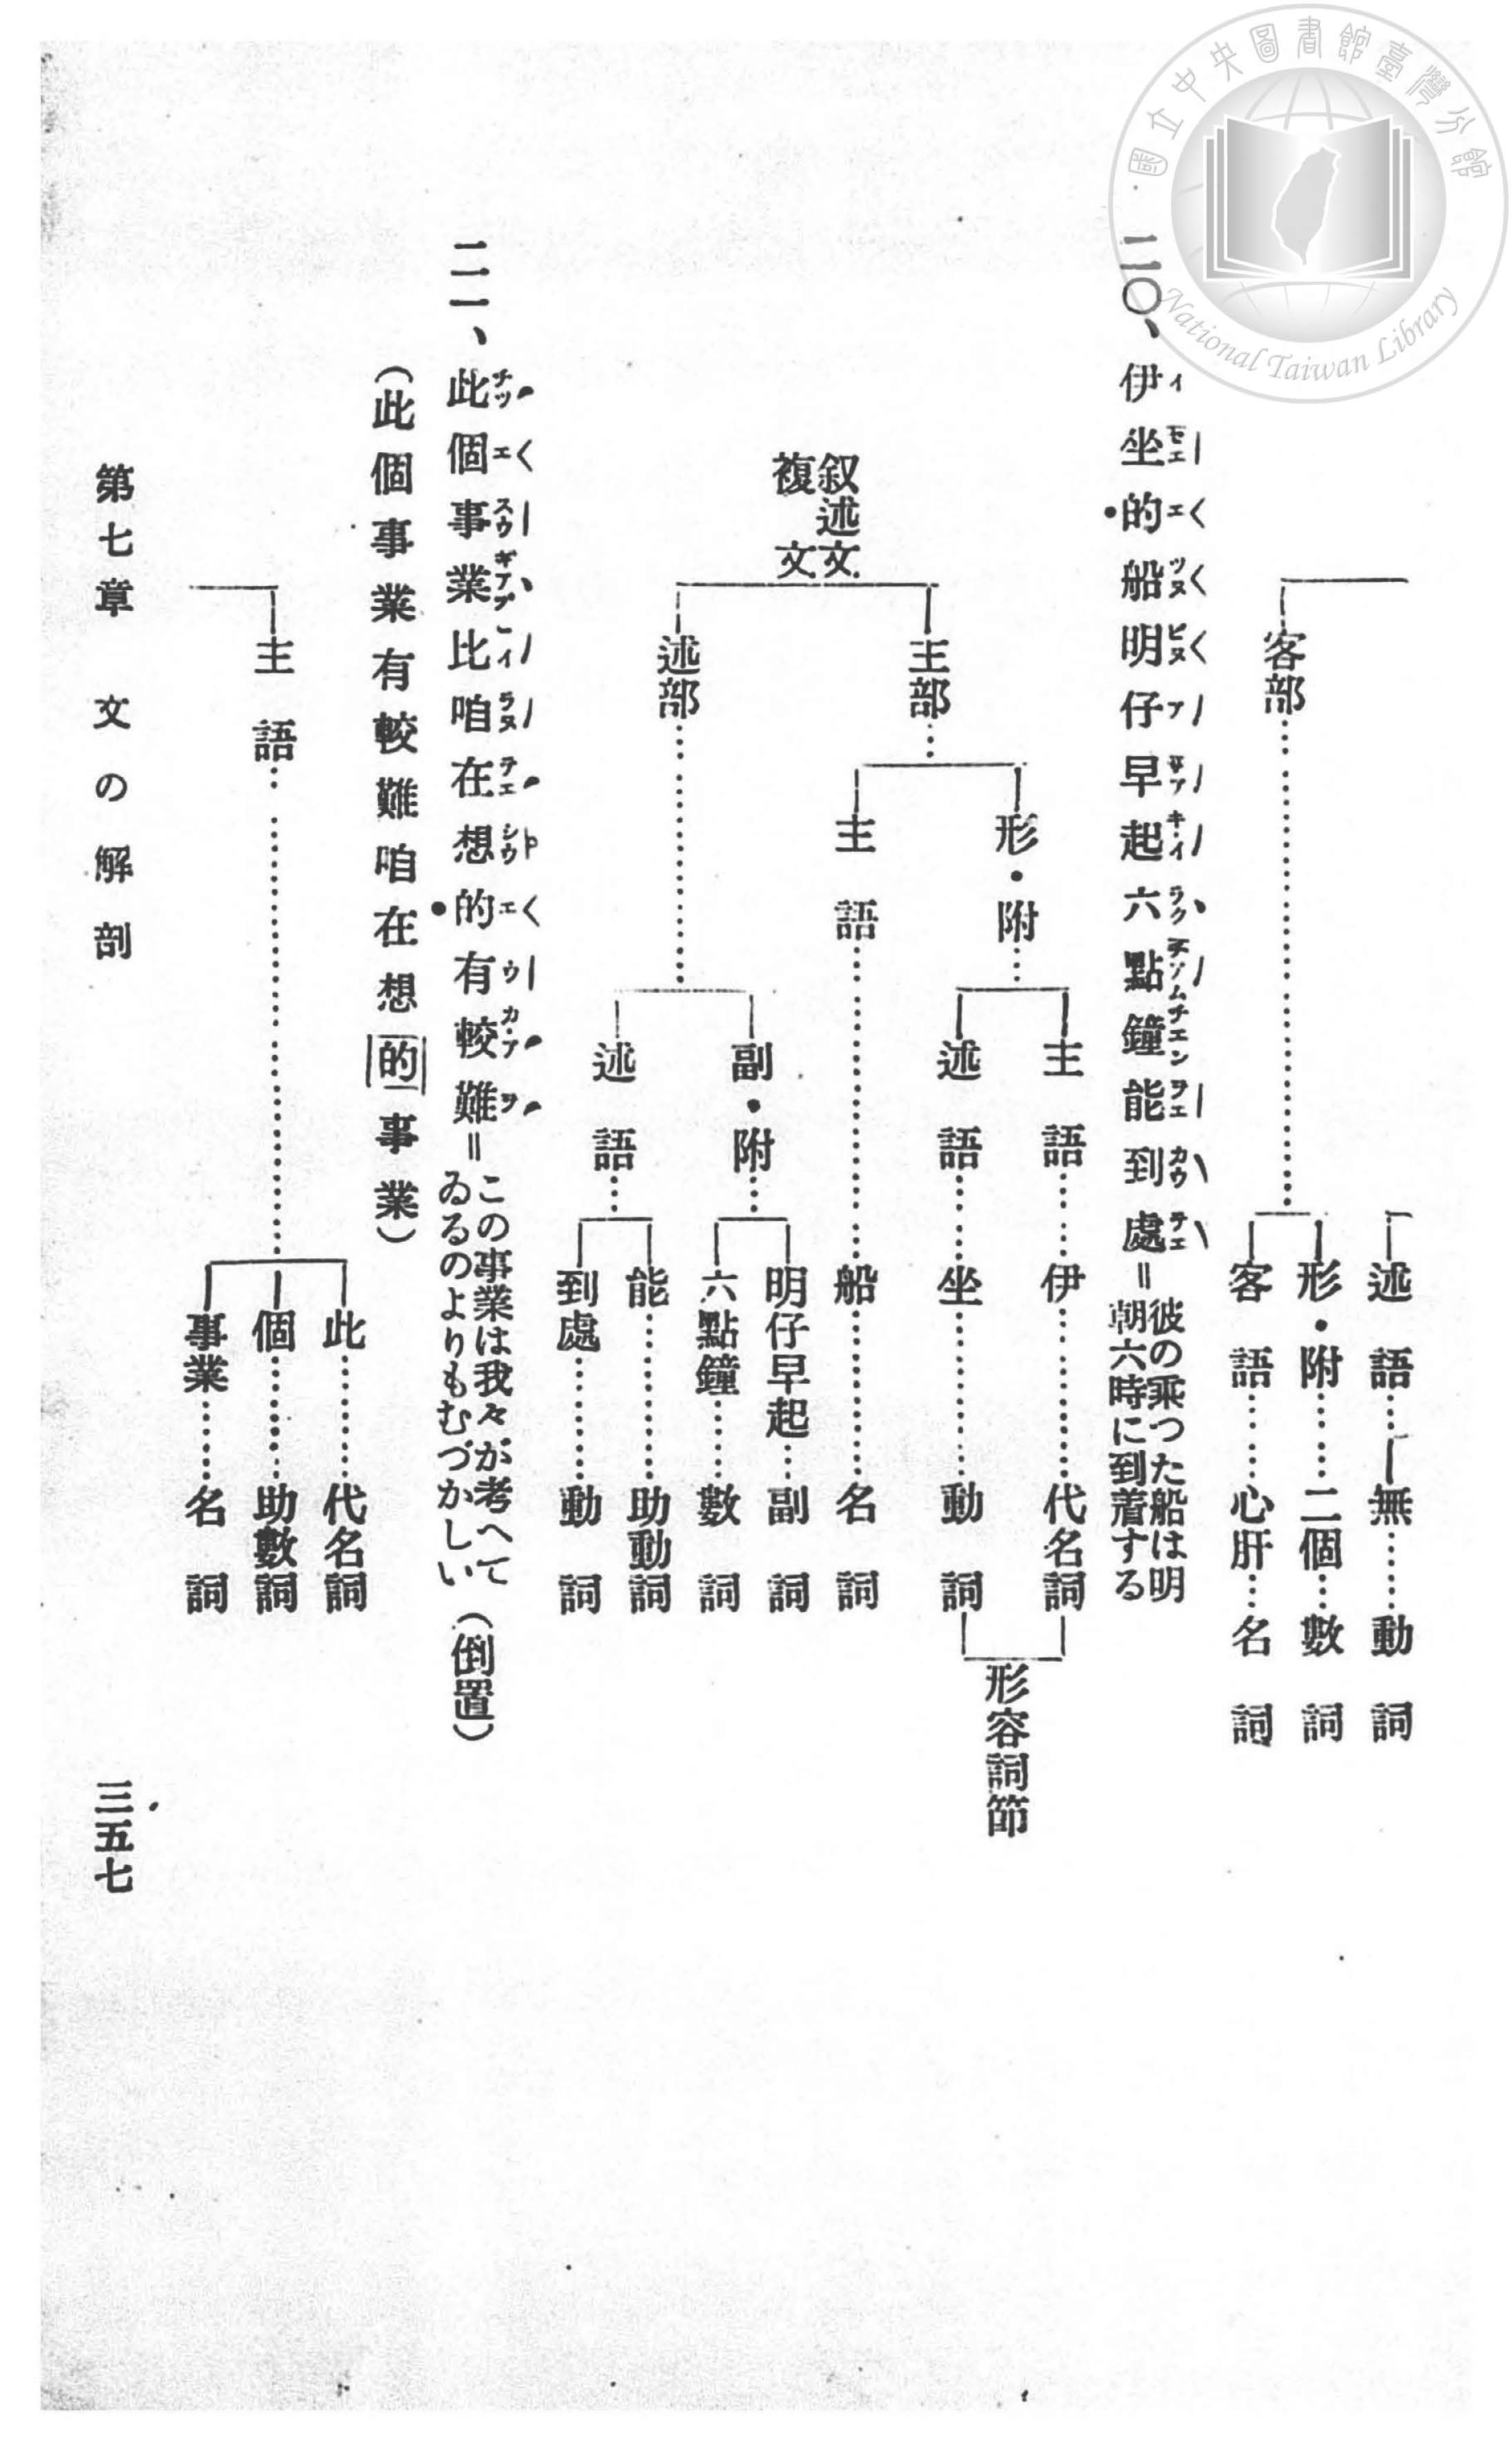 國立中央圖書館臺灣分館
National Taiwan Library
客部
述語……無……動詞
形・附……二個……數詞
客語……心肝……名詞
二〇、伊坐的船明仔早起六點鐘能到處=彼の乘つた船は明
朝六時に到着する
叙述文
複文
主部
形・附
主語……伊……代名詞
述語……坐……動詞
形容詞節
主語……船……名詞
述部
副・附
明仔早起……副詞
六點鐘……數詞
述語
能……助動詞
到處……動詞
二一、此個事業比咱在想的有較難=この事業は我々が考へて
ゐるのよりもむづかしい(倒置)
(此個事業有較難咱在想的事業)
主語
此……代名詞
個……助數詞
事業……名詞
第七章 文の解剖
三五七